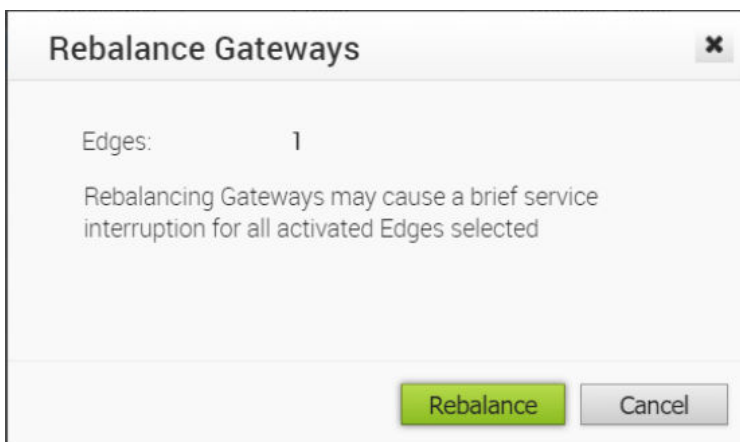 Rebalance Gateways
Edges: 1
Rebalancing Gateways may cause a brief service
interruption for all activated Edges selected
Rebalance Cancel